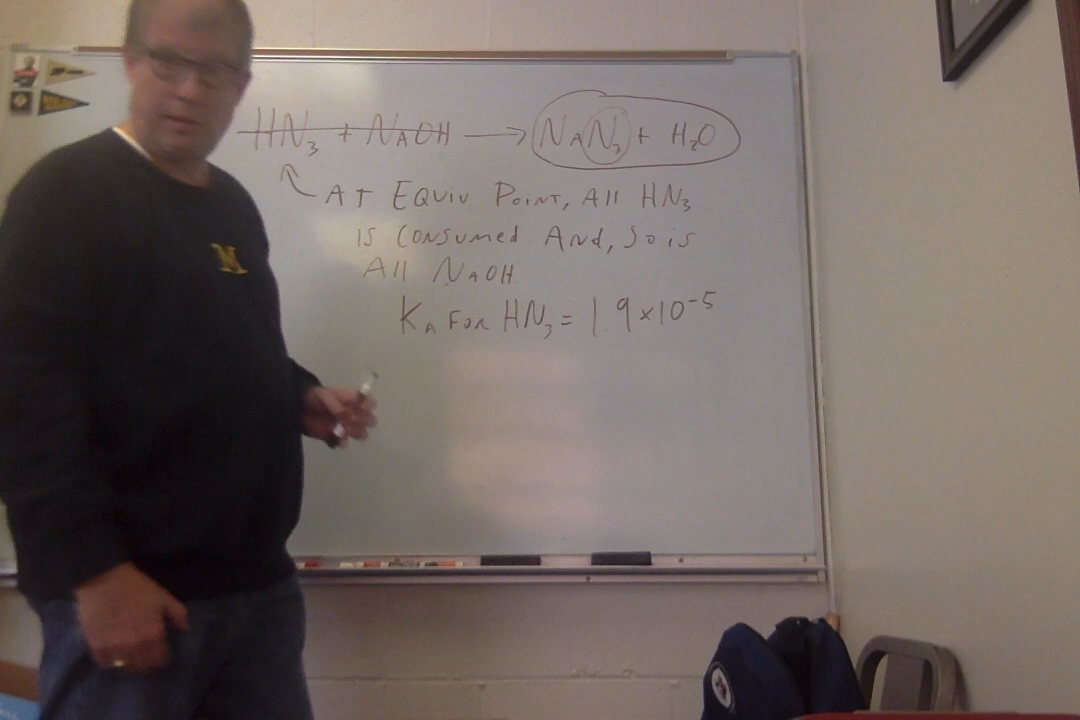 HN₃ + NAOH → NAN₃ + H₂O
AT EQUIV. POINT, All HN₃
IS CONSUMED AND, SO IS
All NAOH
KA FOR HN₃ = 1.9×10⁻⁵
M